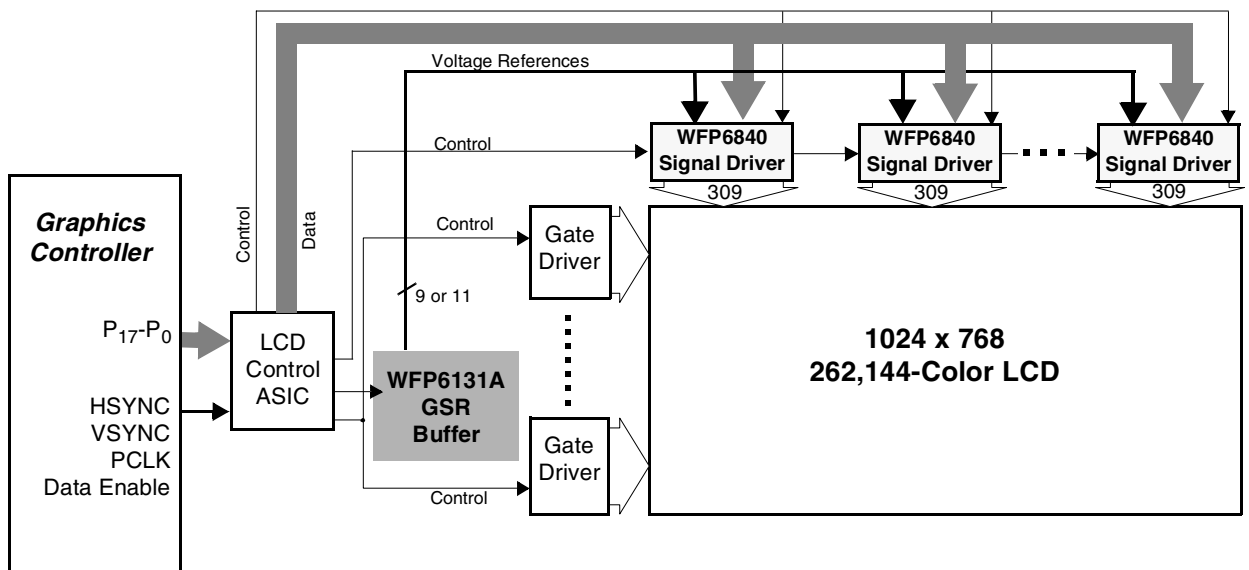 Voltage References
WFP6840
Signal Driver
WFP6840
Signal Driver
WFP6840
Signal Driver
Control
309
309
309
Graphics
Controller
Control
Data
Control
Gate
Driver
9 or 11
P17-P0
LCD
Control
ASIC
1024 x 768
262,144-Color LCD
WFP6131A
GSR
Buffer
HSYNC
VSYNC
PCLK
Data Enable
Gate
Driver
Control